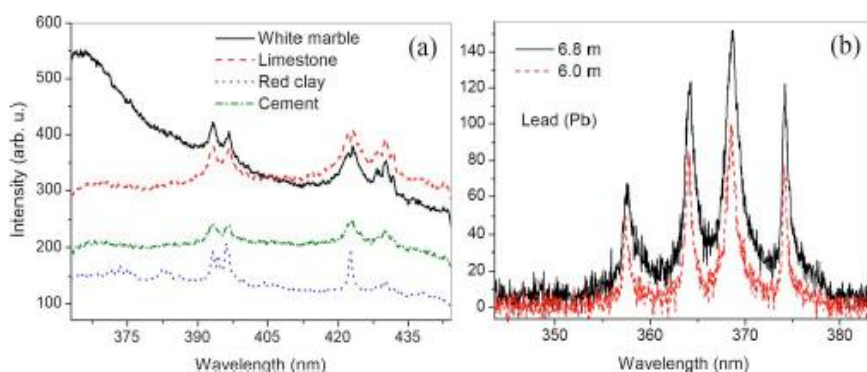 600
500
400
300
200
100
Intensity (arb. u.)
White marble
Limestone
Red clay
Cement
(a)
375 390 405 420 435
Wavelength (nm)
140
120
100
80
60
40
20
0
6.8 m
6.0 m
Lead (Pb)
(b)
350 360 370 380
Wavelength (nm)